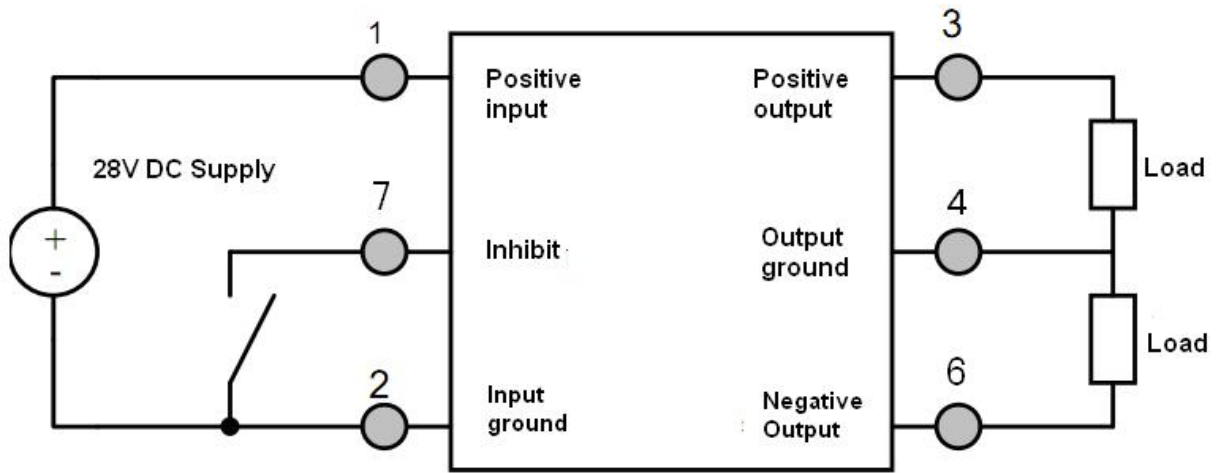 1
3
Positive
input
Positive
output
28V DC Supply
Load
7
4
+
-
Inhibit
Output
ground
2
6
Load
Input
ground
Negative
Output